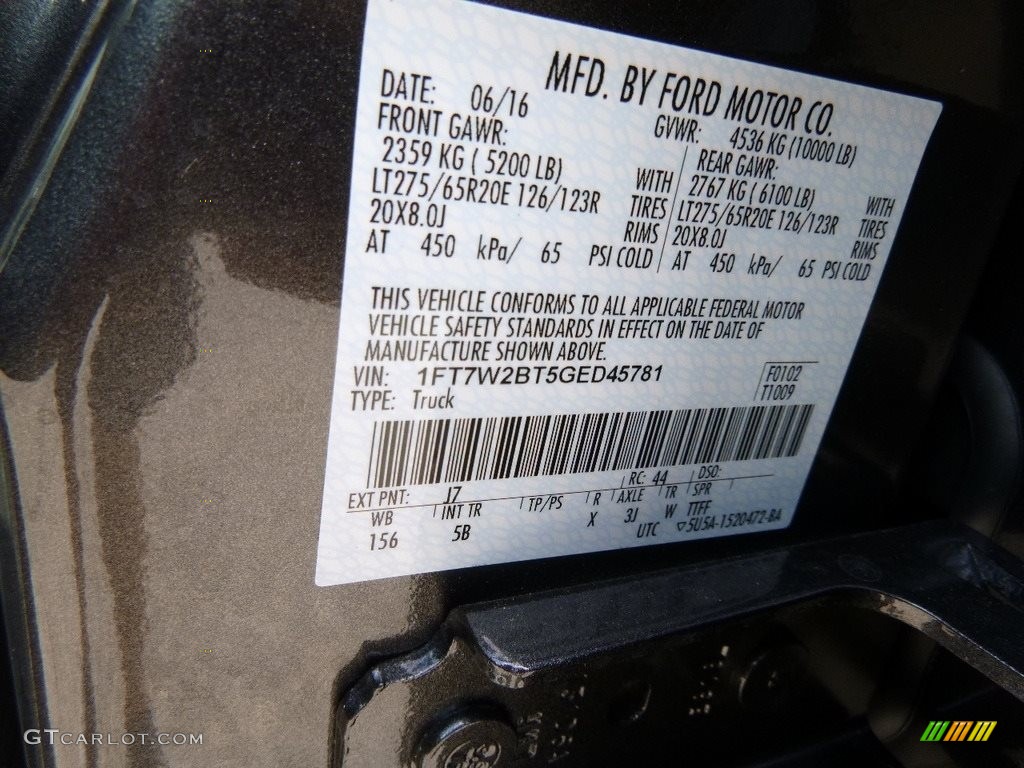 MFD. BY FORD MOTOR CO.
DATE: 06/16 GVWR: 4536 KG (10000 LB)
FRONT GAWR: REAR GAWR:
2359 KG ( 5200 LB) WITH 2767 KG ( 6100 LB) WITH
LT275/65R20E 126/123R TIRES LT275/65R20E 126/123R TIRES
20X8.0J RIMS 20X8.0J RIMS
AT 450 kPa/ 65 PSI COLD AT 450 kPa/ 65 PSI COLD
THIS VEHICLE CONFORMS TO ALL APPLICABLE FEDERAL MOTOR
VEHICLE SAFETY STANDARDS IN EFFECT ON THE DATE OF
MANUFACTURE SHOWN ABOVE.
VIN: 1FT7W2BT5GED45781 F0102
TYPE: Truck T1009
EXT PNT: J7 RC: 44 DSO:
WB INT TR TP/PS R AXLE TR SPR
156 5B X 3J W TTFF
UTC ▽5U5A-1520472-BA
GTCARLOT.COM